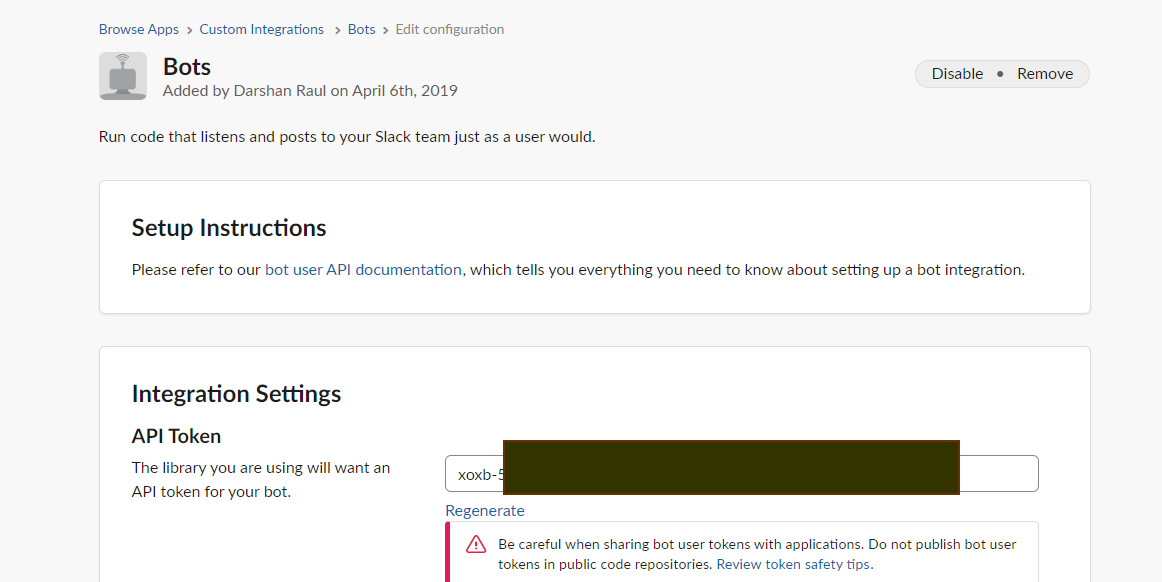 Browse Apps › Custom Integrations › Bots › Edit configuration
Bots
Added by Darshan Raul on April 6th, 2019
Disable • Remove
Run code that listens and posts to your Slack team just as a user would.
Setup Instructions
Please refer to our bot user API documentation, which tells you everything you need to know about setting up a bot integration.
Integration Settings
API Token
The library you are using will want an
API token for your bot.
xoxb-5
Regenerate
Be careful when sharing bot user tokens with applications. Do not publish bot user
tokens in public code repositories. Review token safety tips.